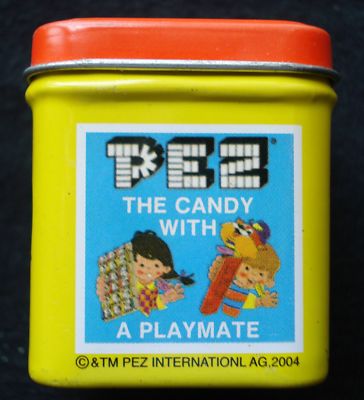 PEZ®
THE CANDY
WITH
A PLAYMATE
©&TM PEZ INTERNATIONL AG,2004